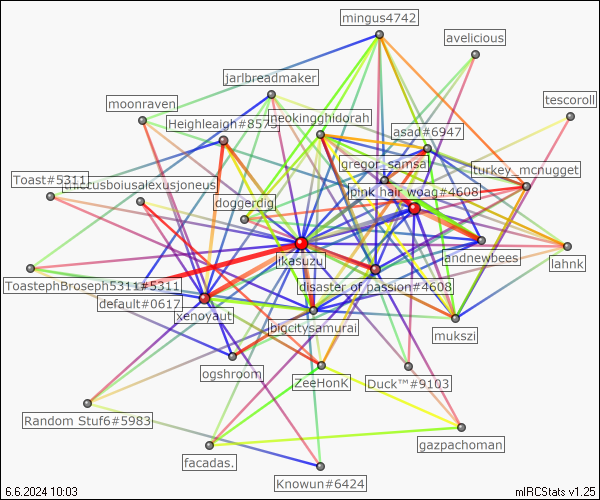 mingus4742
avelicious
jarlbreadmaker
moonraven
tescoroll
neokingghidorah
Heighleaigh#8575
asad#6947
gregor_samsa
turkey_mcnugget
Toast#5311
pink hair woag#4608
doggerdig
andnewbees
lahnk
ikasuzu
ToastephBroseph5311#5311
disaster of passion#4608
default#0617
xenoyaut
bigcitysamurai
mukszi
ogshroom
ZeeHonK
Duck™#9103
Random Stuf6#5983
gazpachoman
facadas.
Knowun#6424
6.6.2024 10:03
mIRCStats v1.25